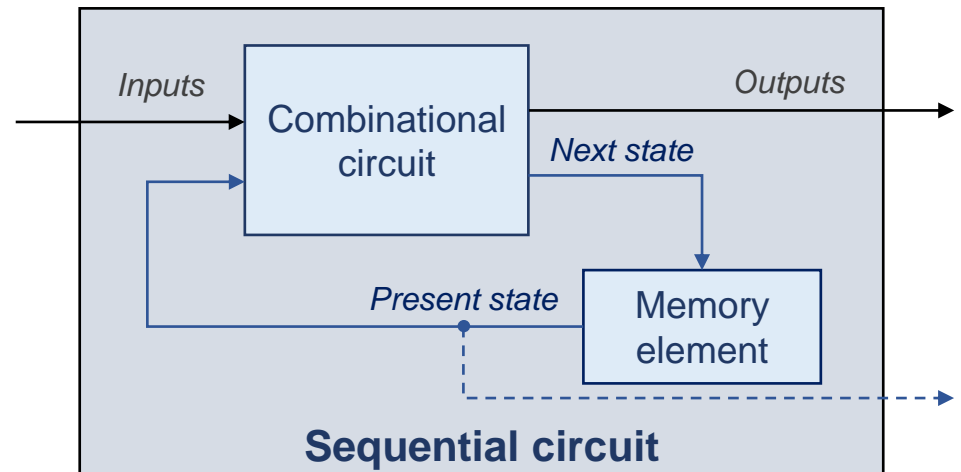 Inputs
Outputs
Combinational
circuit
Next state
Present state
Memory
element
Sequential circuit